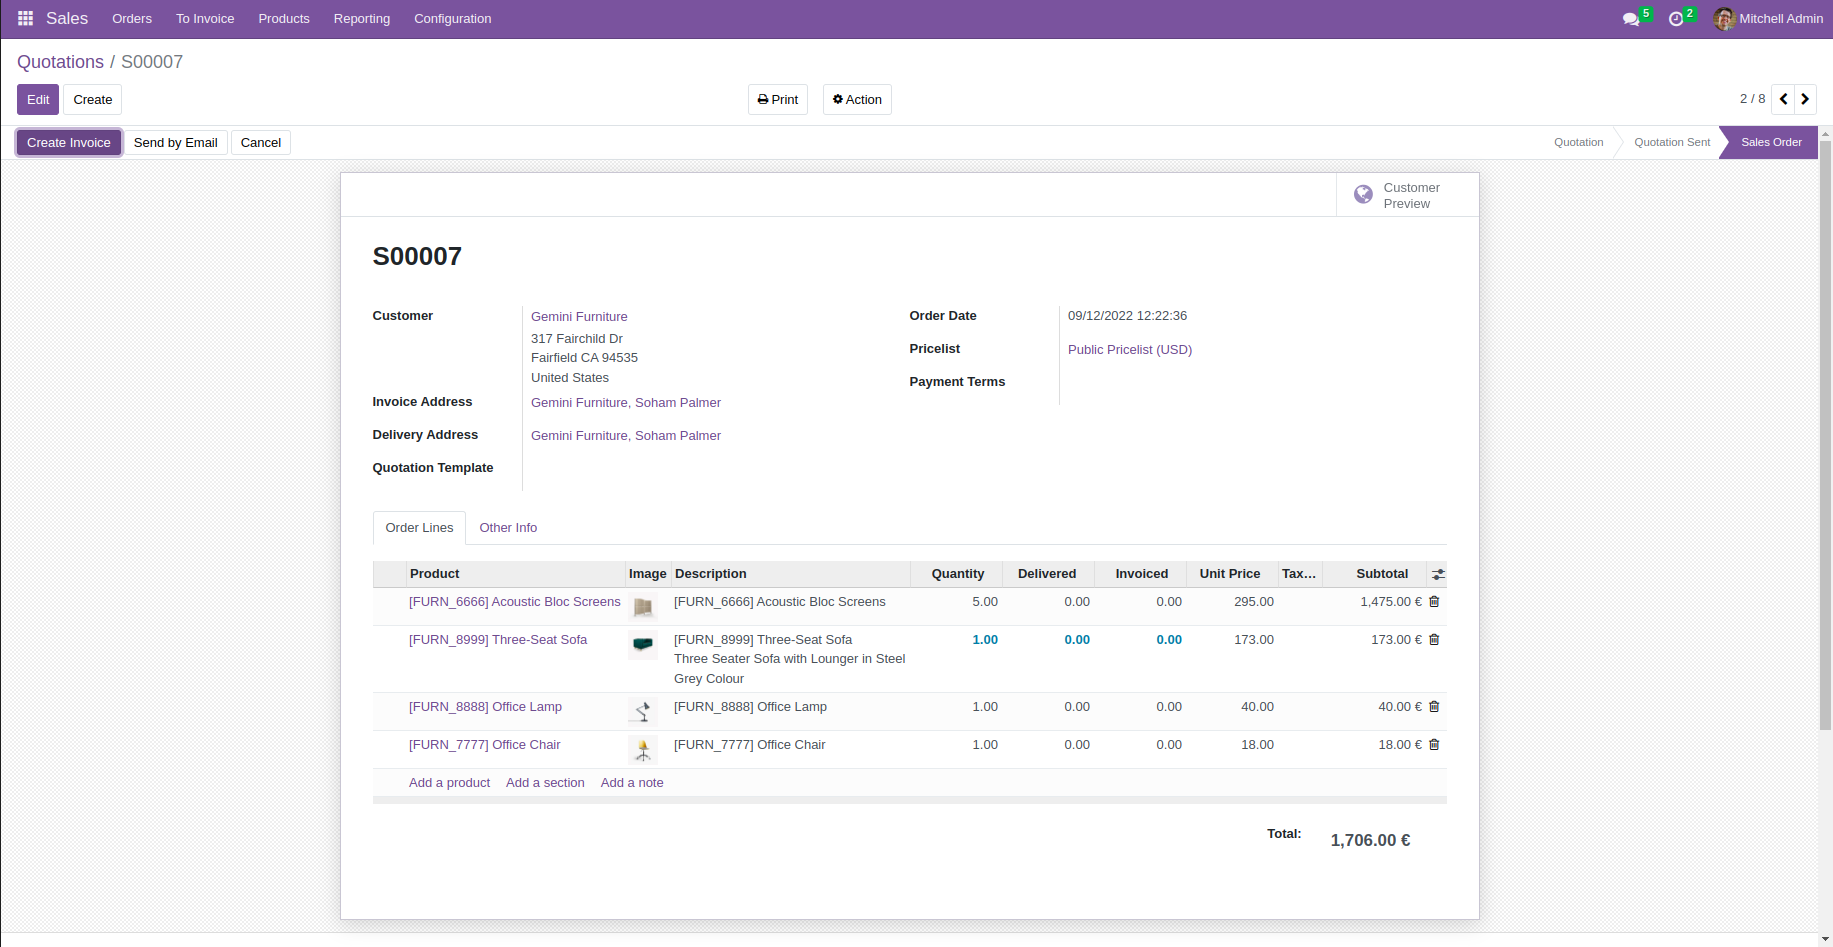 Sales Orders To Invoice Products Reporting Configuration 5 2 Mitchell Admin
Quotations / S00007
Edit Create Print Action 2 / 8
Create Invoice Send by Email Cancel Quotation Quotation Sent Sales Order
Customer
Preview
S00007
Customer Gemini Furniture Order Date 09/12/2022 12:22:36
317 Fairchild Dr
Fairfield CA 94535 Pricelist Public Pricelist (USD)
United States Payment Terms
Invoice Address Gemini Furniture, Soham Palmer
Delivery Address Gemini Furniture, Soham Palmer
Quotation Template
Order Lines Other Info
Product Image Description Quantity Delivered Invoiced Unit Price Tax... Subtotal
[FURN_6666] Acoustic Bloc Screens [FURN_6666] Acoustic Bloc Screens 5.00 0.00 0.00 295.00 1,475.00 €
[FURN_8999] Three-Seat Sofa [FURN_8999] Three-Seat Sofa 1.00 0.00 0.00 173.00 173.00 €
Three Seater Sofa with Lounger in Steel
Grey Colour
[FURN_8888] Office Lamp [FURN_8888] Office Lamp 1.00 0.00 0.00 40.00 40.00 €
[FURN_7777] Office Chair [FURN_7777] Office Chair 1.00 0.00 0.00 18.00 18.00 €
Add a product Add a section Add a note
Total: 1,706.00 €